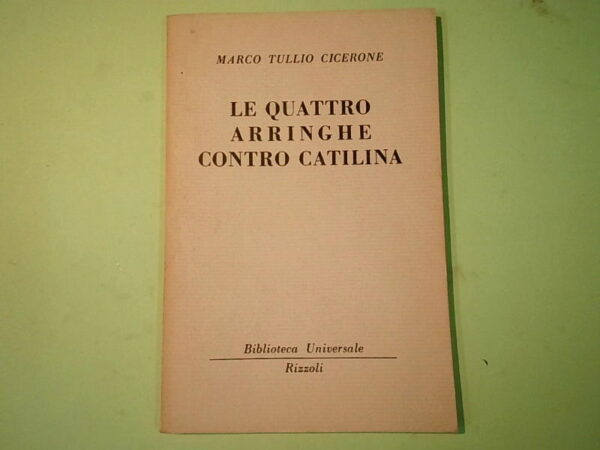 MARCO TULLIO CICERONE
LE QUATTRO
ARRINGHE
CONTRO CATILINA
Biblioteca Universale
Rizzoli